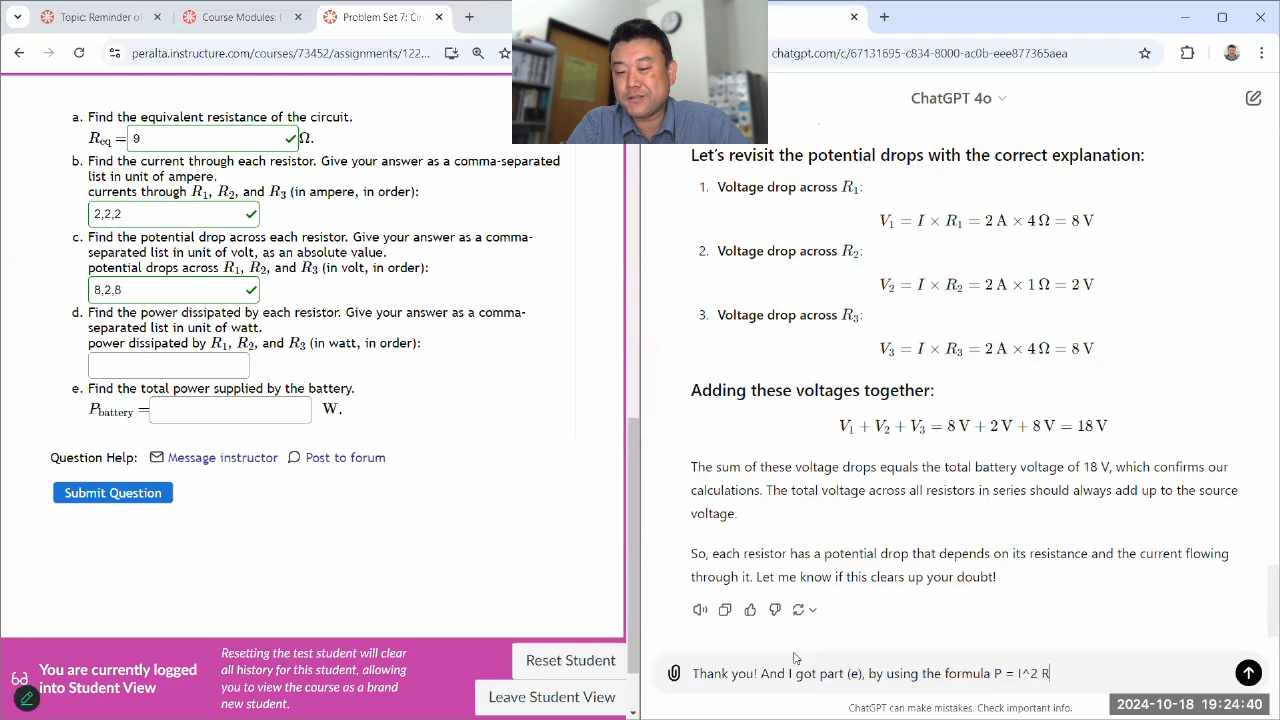 Topic: Reminder of
Course Modules: I
Problem Set 7: Circ
peralta.instructure.com/courses/73452/assignments/122...
chatgpt.com/c/67131695-c834-8000-ac0b-eee877365aea
a. Find the equivalent resistance of the circuit.
Req = 9 Ω.
b. Find the current through each resistor. Give your answer as a comma-separated
list in unit of ampere.
currents through R1, R2, and R3 (in ampere, in order):
2,2,2
c. Find the potential drop across each resistor. Give your answer as a comma-
separated list in unit of volt, as an absolute value.
potential drops across R1, R2, and R3 (in volt, in order):
8,2,8
d. Find the power dissipated by each resistor. Give your answer as a comma-
separated list in unit of watt.
power dissipated by R1, R2, and R3 (in watt, in order):
e. Find the total power supplied by the battery.
Pbattery = W.
Question Help: Message instructor Post to forum
Submit Question
You are currently logged
into Student View
Resetting the test student will clear
all history for this student, allowing
you to view the course as a brand
new student.
Reset Student
Leave Student View
ChatGPT 4o
Let's revisit the potential drops with the correct explanation:
1. Voltage drop across R1:
V1 = I × R1 = 2 A × 4 Ω = 8 V
2. Voltage drop across R2:
V2 = I × R2 = 2 A × 1 Ω = 2 V
3. Voltage drop across R3:
V3 = I × R3 = 2 A × 4 Ω = 8 V
Adding these voltages together:
V1 + V2 + V3 = 8 V + 2 V + 8 V = 18 V
The sum of these voltage drops equals the total battery voltage of 18 V, which confirms our
calculations. The total voltage across all resistors in series should always add up to the source
voltage.
So, each resistor has a potential drop that depends on its resistance and the current flowing
through it. Let me know if this clears up your doubt!
Thank you! And I got part (e), by using the formula P = I^2 R
ChatGPT can make mistakes. Check important info.
2024-10-18 19:24:40